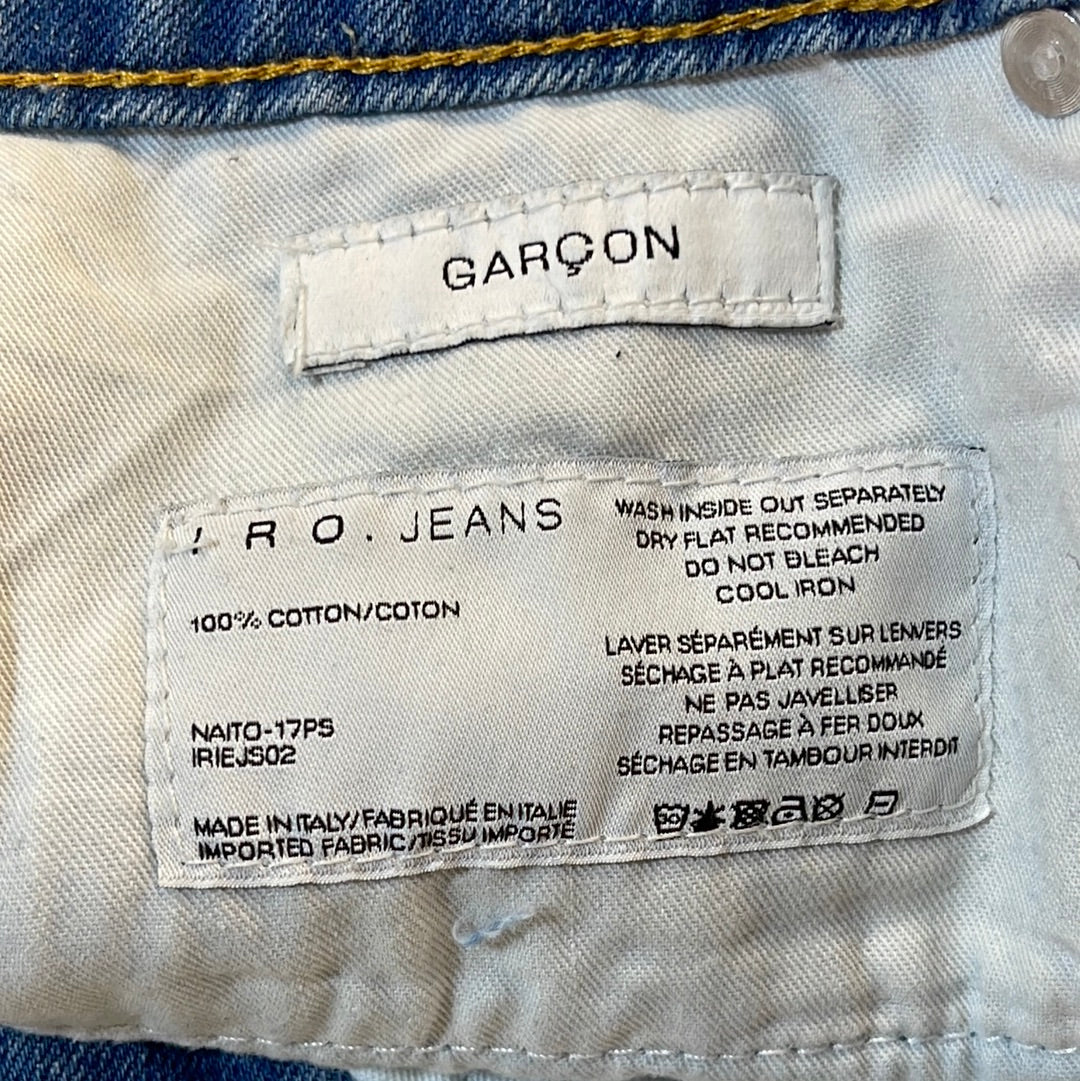 GARÇON
IRO.JEANS
100% COTTON/COTON
NAITO-17PS
IRIEJS02
MADE IN ITALY/FABRIQUÉ EN ITALIE
IMPORTED FABRIC/TISSU IMPORTÉ
WASH INSIDE OUT SEPARATELY
DRY FLAT RECOMMENDED
DO NOT BLEACH
COOL IRON
LAVER SÉPARÉMENT SUR L'ENVERS
SÉCHAGE À PLAT RECOMMANDÉ
NE PAS JAVELLISER
REPASSAGE À FER DOUX
SÉCHAGE EN TAMBOUR INTERDIT
30